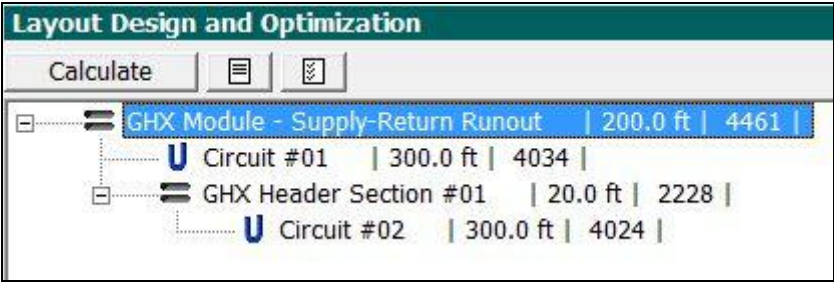 Layout Design and Optimization
Calculate
GHX Module - Supply-Return Runout | 200.0 ft | 4461 |
Circuit #01 | 300.0 ft | 4034 |
GHX Header Section #01 | 20.0 ft | 2228 |
Circuit #02 | 300.0 ft | 4024 |